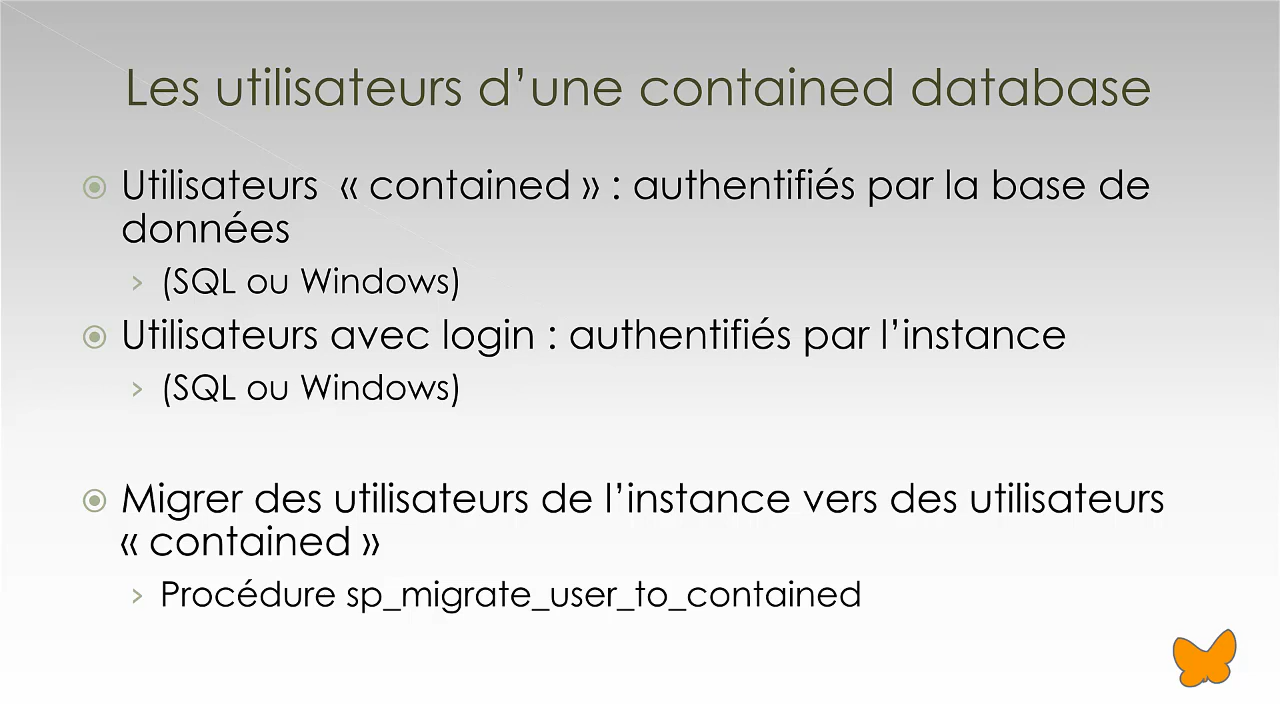 Les utilisateurs d’une contained database
Utilisateurs « contained » : authentifiés par la base de
données
(SQL ou Windows)
Utilisateurs avec login : authentifiés par l’instance
(SQL ou Windows)
Migrer des utilisateurs de l’instance vers des utilisateurs
« contained »
Procédure sp_migrate_user_to_contained